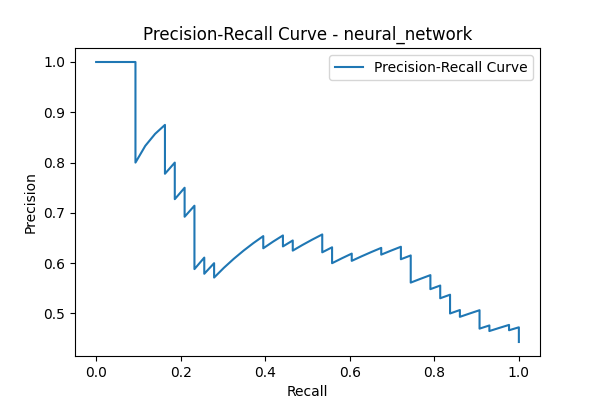 Precision-Recall Curve - neural_network
Precision-Recall Curve
1.0
0.9
0.8
0.7
0.6
0.5
Precision
0.0 0.2 0.4 0.6 0.8 1.0
Recall